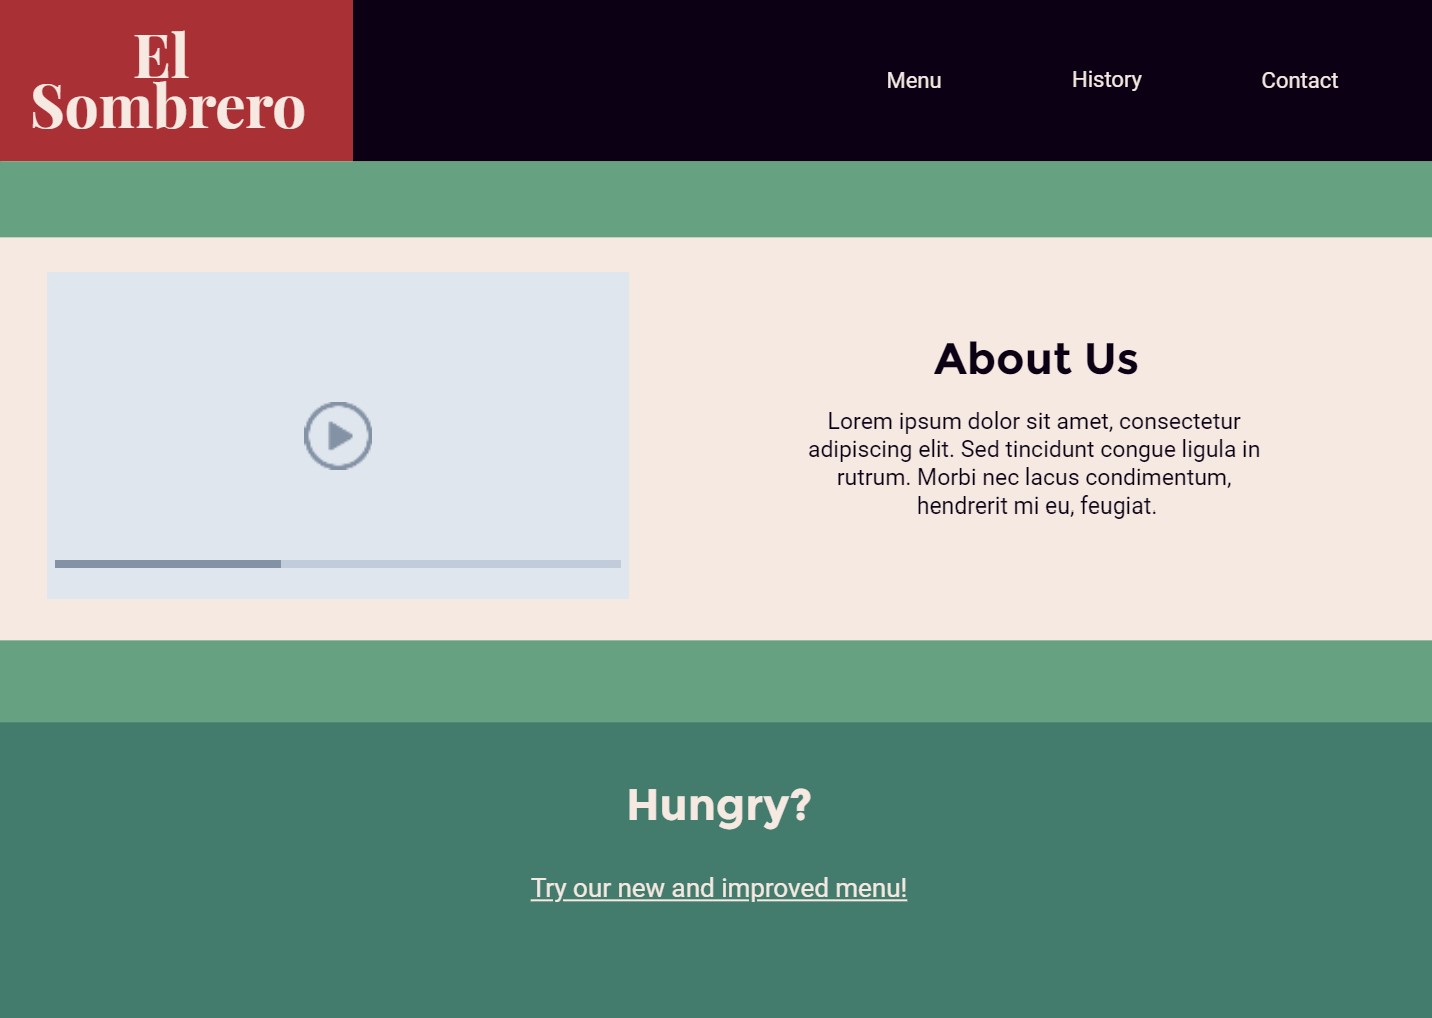 El
Sombrero
Menu
History
Contact
About Us
Lorem ipsum dolor sit amet, consectetur
adipiscing elit. Sed tincidunt congue ligula in
rutrum. Morbi nec lacus condimentum,
hendrerit mi eu, feugiat.
Hungry?
Try our new and improved menu!